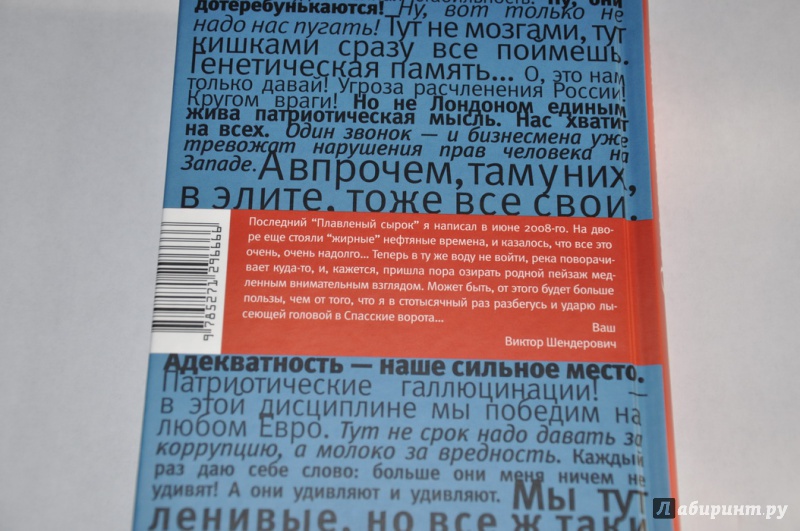 дотеребунькаются! Ну, вот только не
надо нас пугать! Тут не мозгами, тут
кишками сразу все поймешь.
Генетическая память... О, это нам
только давай! Угроза расчленения России!
Кругом враги! Но не Лондоном единым
жива патриотическая мысль. Нас хватит
на всех. Один звонок — и бизнесмена уже
тревожат нарушения прав человека на
Западе. А впрочем, там у них,
в элите, тоже все свои.
Последний "Плавленый сырок" я написал в июне 2008-го. На дво-
ре еще стояли "жирные" нефтяные времена, и казалось, что все это
очень, очень надолго... Теперь в ту же воду не войти, река поворачи-
вает куда-то, и, кажется, пришла пора озирать родной пейзаж мед-
ленным внимательным взглядом. Может быть, от этого будет больше
пользы, чем от того, что я в стотысячный раз разбегусь и ударю лы-
сеющей головой в Спасские ворота...
Ваш
Виктор Шендерович
9 785271 296666
Адекватность — наше сильное место.
Патриотические галлюцинации! —
в этой дисциплине мы победим на
любом Евро. Тут не срок надо давать за
коррупцию, а молоко за вредность. Каждый
раз даю себе слово: больше они меня ничем не
удивят! А они удивляют и удивляют. Мы тут
ленивые, но все ж таки
Лабиринт.ру